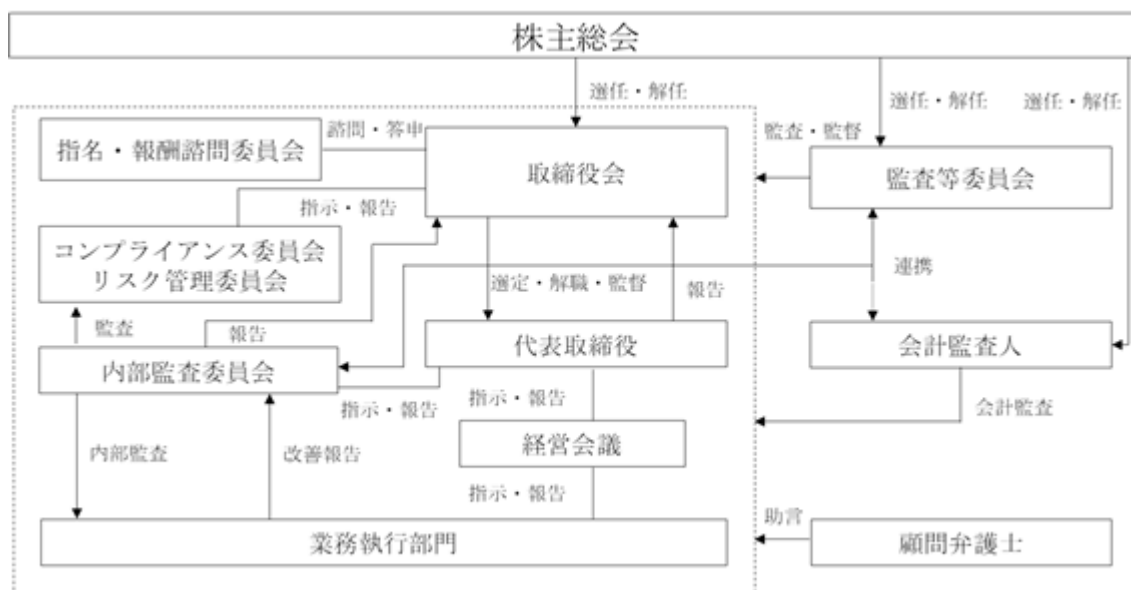 株主総会
選任・解任
選任・解任
選任・解任
諮問・答申
監査・監督
指名・報酬諮問委員会
取締役会
監査等委員会
指示・報告
コンプライアンス委員会
リスク管理委員会
選定・解職・監督
報告
連携
監査
報告
代表取締役
会計監査人
内部監査委員会
指示・報告
指示・報告
会計監査
経営会議
内部監査
改善報告
指示・報告
助言
業務執行部門
顧問弁護士